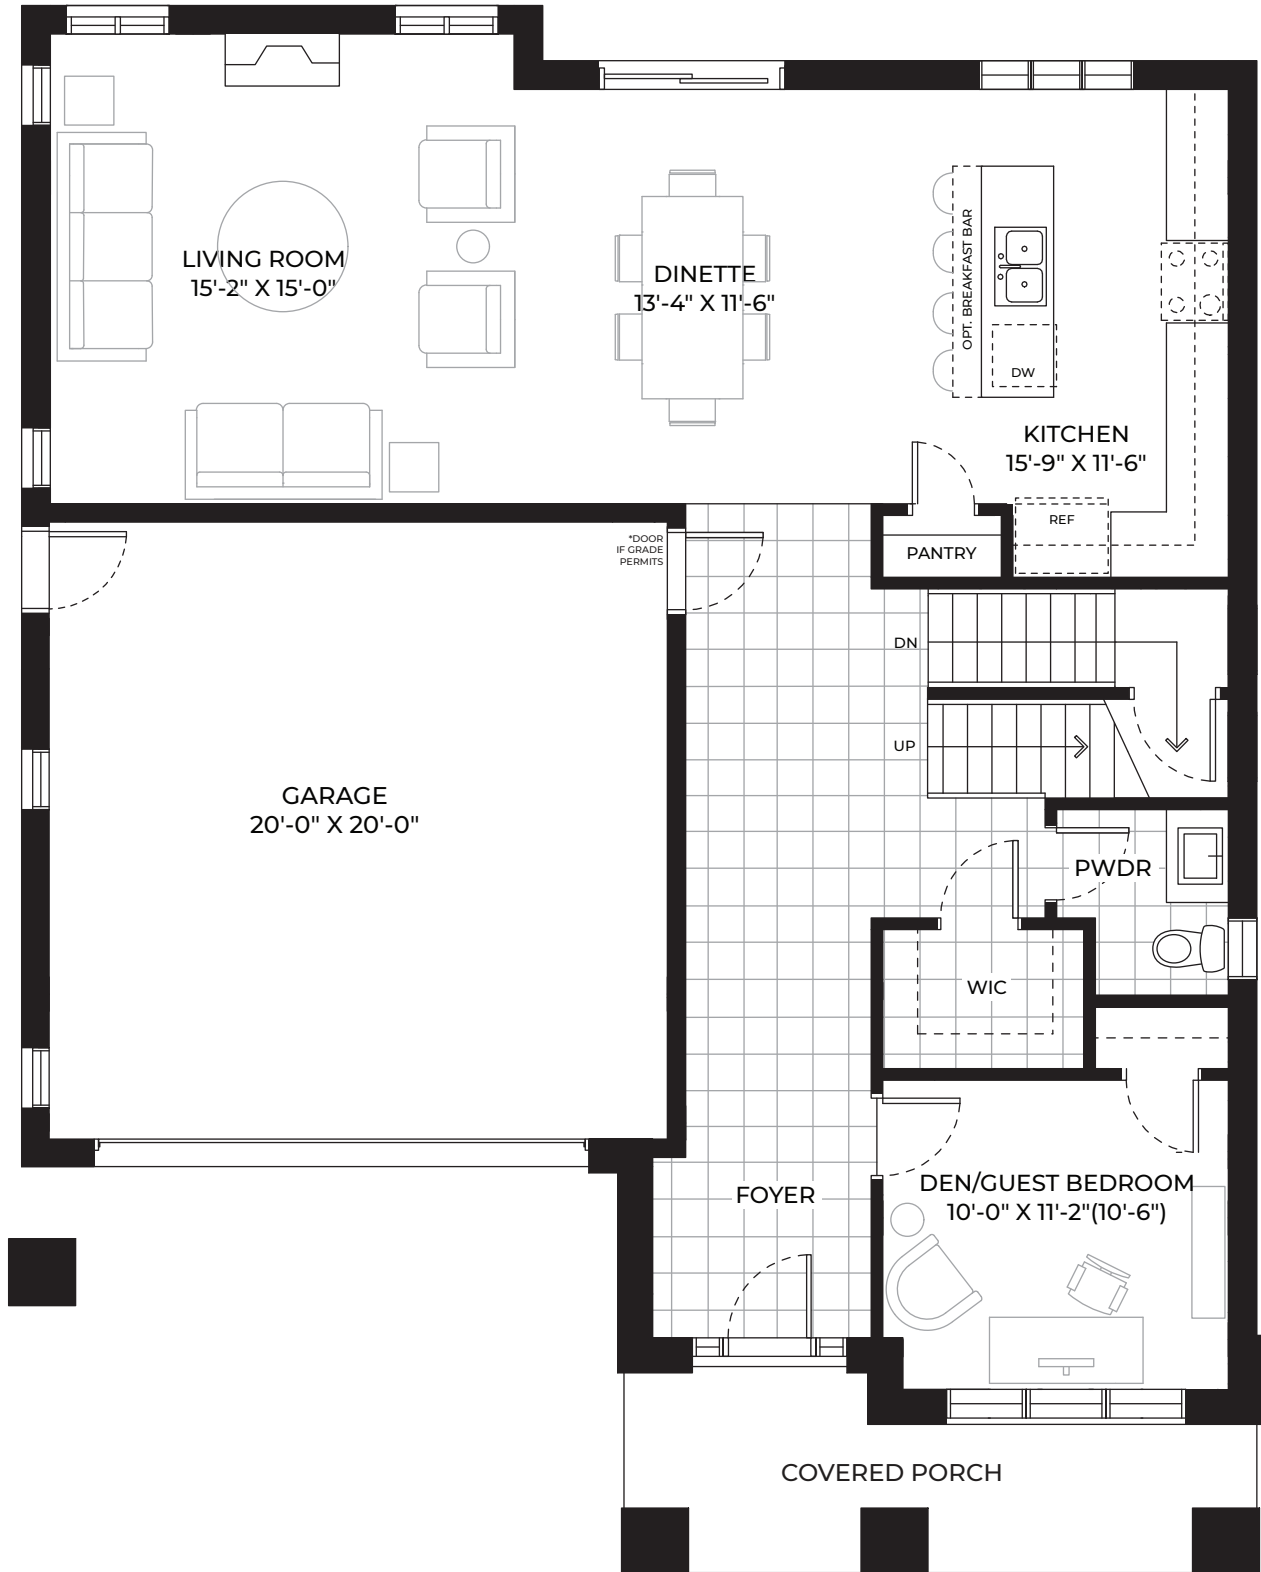 LIVING ROOM
15'-2" X 15'-0"
DINETTE
13'-4" X 11'-6"
OPT. BREAKFAST BAR
DW
KITCHEN
15'-9" X 11'-6"
REF
PANTRY
*DOOR
IF GRADE
PERMITS
DN
UP
GARAGE
20'-0" X 20'-0"
PWDR
WIC
FOYER
DEN/GUEST BEDROOM
10'-0" X 11'-2"(10'-6")
COVERED PORCH